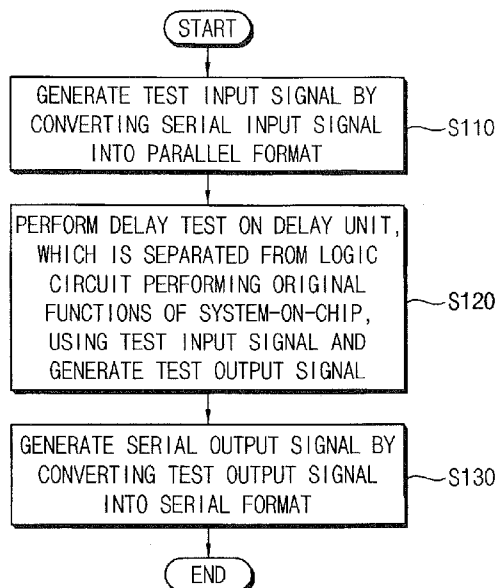 START
GENERATE TEST INPUT SIGNAL BY
CONVERTING SERIAL INPUT SIGNAL
INTO PARALLEL FORMAT
S110
PERFORM DELAY TEST ON DELAY UNIT,
WHICH IS SEPARATED FROM LOGIC
CIRCUIT PERFORMING ORIGINAL
FUNCTIONS OF SYSTEM-ON-CHIP,
USING TEST INPUT SIGNAL AND
GENERATE TEST OUTPUT SIGNAL
S120
GENERATE SERIAL OUTPUT SIGNAL BY
CONVERTING TEST OUTPUT SIGNAL
INTO SERIAL FORMAT
S130
END